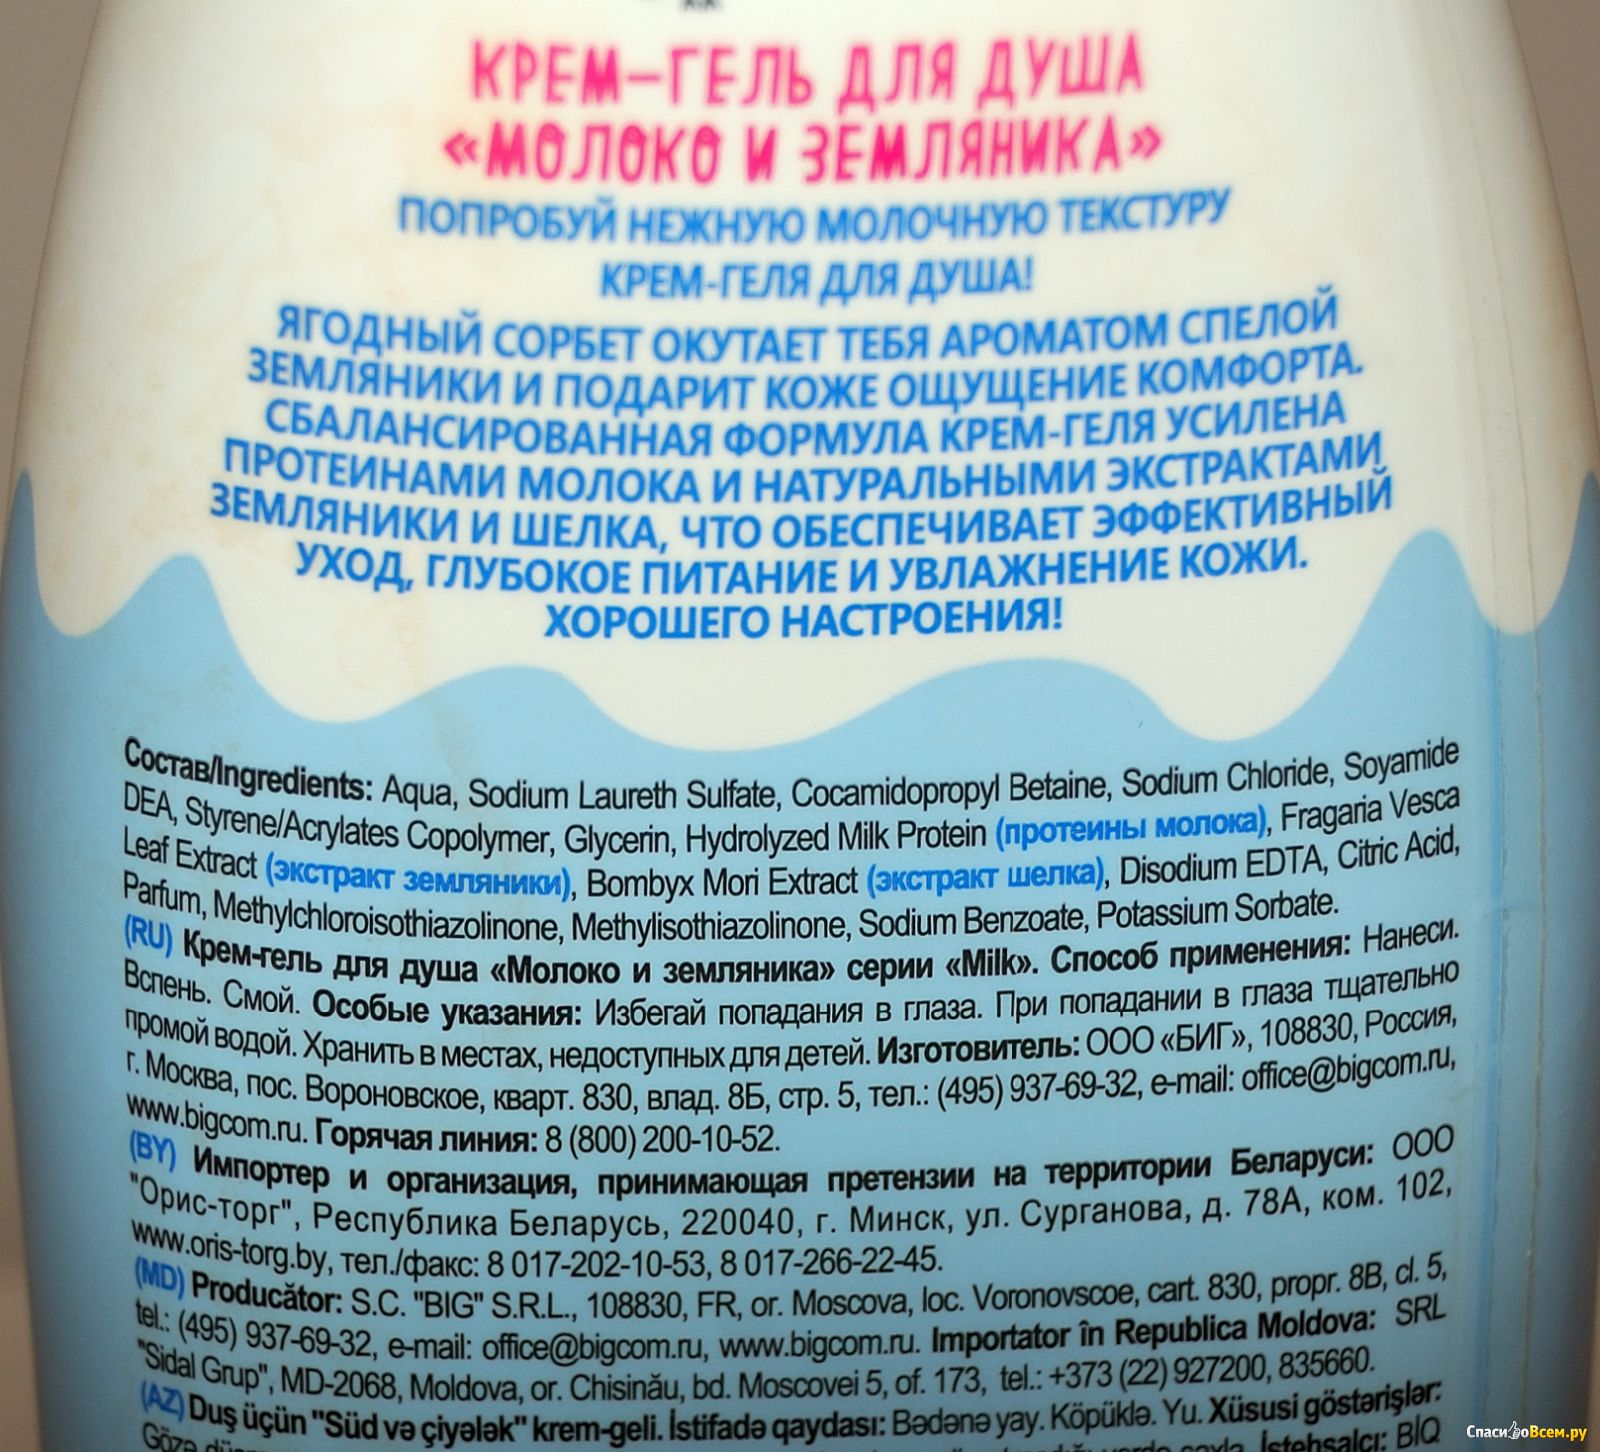 КРЕМ-ГЕЛЬ ДЛЯ ДУША
«МОЛОКО И ЗЕМЛЯНИКА»
ПОПРОБУЙ НЕЖНУЮ МОЛОЧНУЮ ТЕКСТУРУ
КРЕМ-ГЕЛЯ ДЛЯ ДУША!
ЯГОДНЫЙ СОРБЕТ ОКУТАЕТ ТЕБЯ АРОМАТОМ СПЕЛОЙ
ЗЕМЛЯНИКИ И ПОДАРИТ КОЖЕ ОЩУЩЕНИЕ КОМФОРТА.
СБАЛАНСИРОВАННАЯ ФОРМУЛА КРЕМ-ГЕЛЯ УСИЛЕНА
ПРОТЕИНАМИ МОЛОКА И НАТУРАЛЬНЫМИ ЭКСТРАКТАМИ
ЗЕМЛЯНИКИ И ШЕЛКА, ЧТО ОБЕСПЕЧИВАЕТ ЭФФЕКТИВНЫЙ
УХОД, ГЛУБОКОЕ ПИТАНИЕ И УВЛАЖНЕНИЕ КОЖИ.
ХОРОШЕГО НАСТРОЕНИЯ!
Состав/Ingredients: Aqua, Sodium Laureth Sulfate, Cocamidopropyl Betaine, Sodium Chloride, Soyamide
DEA, Styrene/Acrylates Copolymer, Glycerin, Hydrolyzed Milk Protein (протеины молока), Fragaria Vesca
Leaf Extract (экстракт земляники), Bombyx Mori Extract (экстракт шелка), Disodium EDTA, Citric Acid,
Parfum, Methylchloroisothiazolinone, Methylisothiazolinone, Sodium Benzoate, Potassium Sorbate.
(RU) Крем-гель для душа «Молоко и земляника» серии «Milk». Способ применения: Нанеси.
Вспень. Смой. Особые указания: Избегай попадания в глаза. При попадании в глаза тщательно
промой водой. Хранить в местах, недоступных для детей. Изготовитель: ООО «БИГ», 108830, Россия,
г. Москва, пос. Вороновское, кварт. 830, влад. 8Б, стр. 5, тел.: (495) 937-69-32, e-mail: office@bigcom.ru,
www.bigcom.ru. Горячая линия: 8 (800) 200-10-52.
(BY) Импортер и организация, принимающая претензии на территории Беларуси: ООО
"Орис-торг", Республика Беларусь, 220040, г. Минск, ул. Сурганова, д. 78А, ком. 102,
www.oris-torg.by, тел./факс: 8 017-202-10-53, 8 017-266-22-45.
(MD) Producător: S.C. "BIG" S.R.L., 108830, FR, or. Moscova, loc. Voronovscoe, cart. 830, propr. 8B, cl. 5,
tel.: (495) 937-69-32, e-mail: office@bigcom.ru, www.bigcom.ru. Importator în Republica Moldova: SRL
"Sidal Grup", MD-2068, Moldova, or. Chisinău, bd. Moscovei 5, of. 173, tel.: +373 (22) 927200, 835660.
(AZ) Duş üçün "Süd və çiyələk" krem-geli. İstifadə qaydası: Bədənə yay. Köpüklə. Yu. Xüsusi göstərişlər:
Gözə İstehsalçı: BİQ
СпасибоВсем.ру